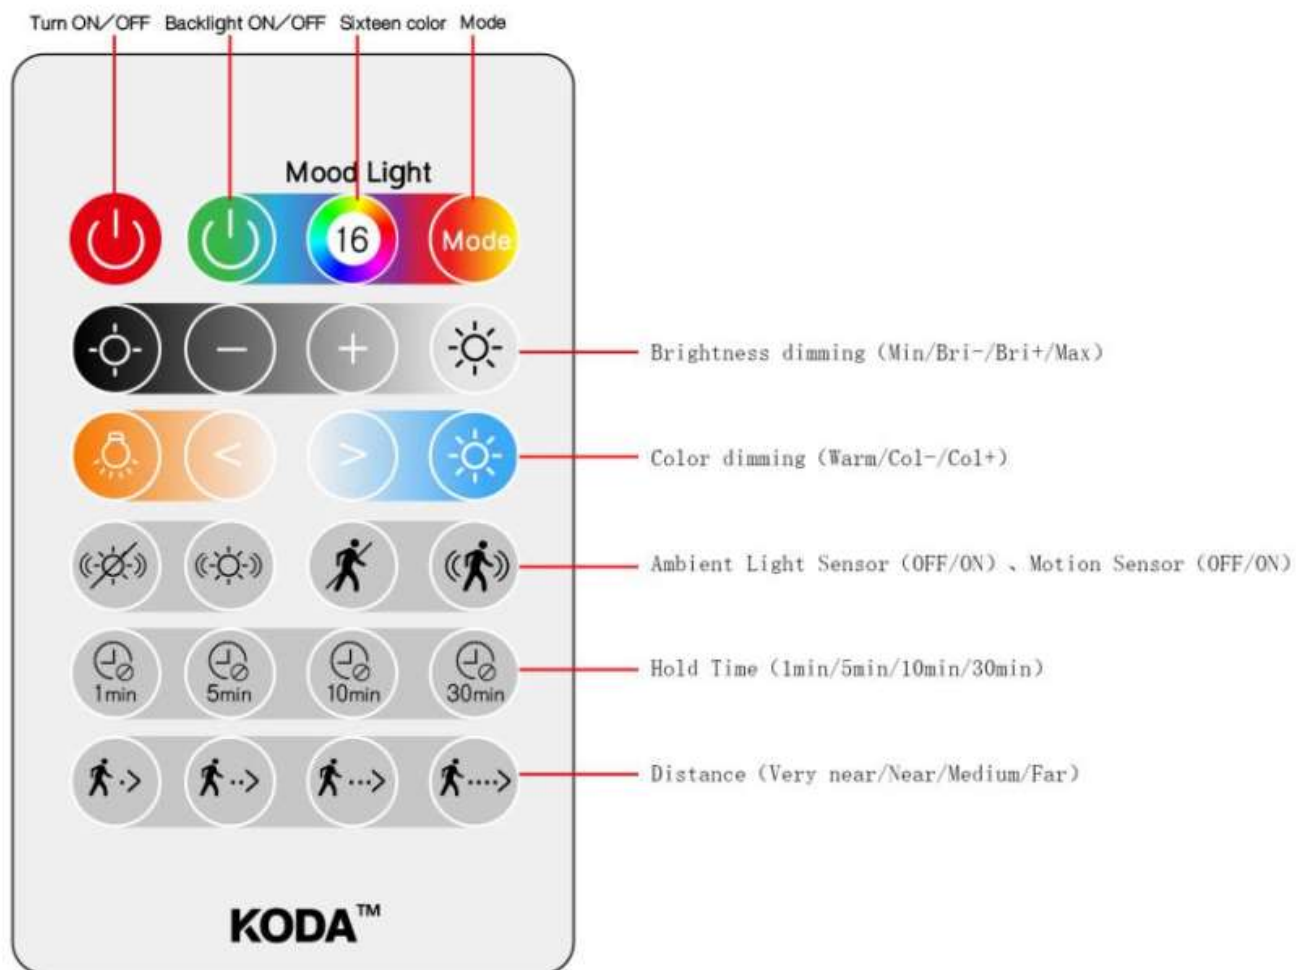 Turn ON／OFF Backlight ON／OFF Sixteen color Mode
Mood Light
16 Mode
− +
Brightness dimming（Min/Bri-/Bri+/Max）
< >
Color dimming（Warm/Col-/Col+）
Ambient Light Sensor（OFF/ON）、Motion Sensor（OFF/ON）
1min 5min 10min 30min
Hold Time（1min/5min/10min/30min）
Distance（Very near/Near/Medium/Far）
KODA™